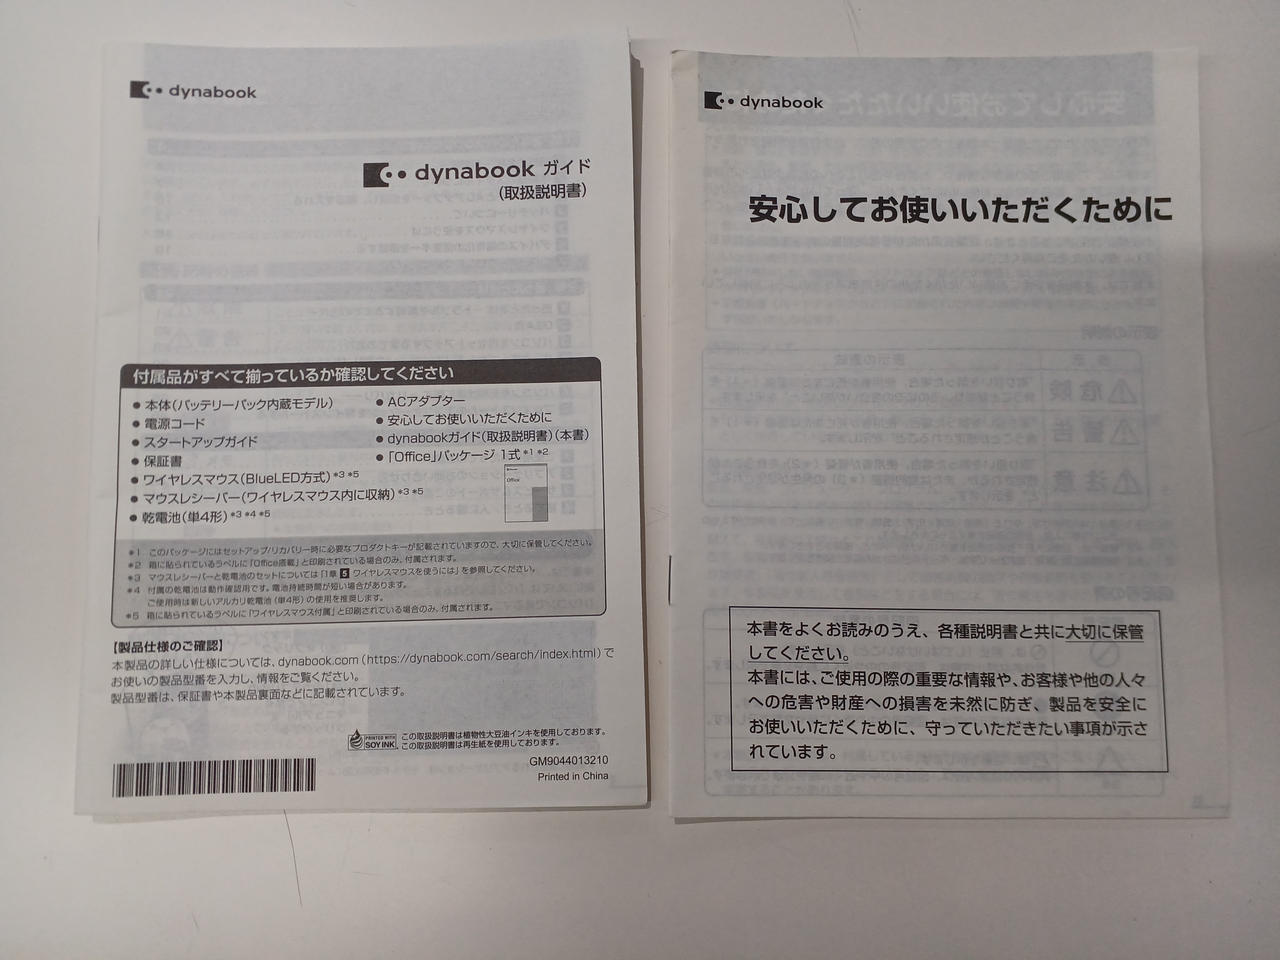 dynabook
dynabook ガイド
(取扱説明書)
付属品がすべて揃っているか確認してください
● 本体(バッテリーパック内蔵モデル)
● 電源コード
● スタートアップガイド
● 保証書
● ワイヤレスマウス(BlueLED方式)*3 *5
● マウスレシーバー(ワイヤレスマウス内に収納)*3 *5
● 乾電池(単4形)*3 *4 *5
● ACアダプター
● 安心してお使いいただくために
● dynabookガイド(取扱説明書)(本書)
● 「Office」パッケージ 1式*1 *2
Office
*1 このパッケージにはセットアップ/リカバリー時に必要なプロダクトキーが記載されていますので、大切に保管してください。
*2 箱に貼られているラベルに「Office搭載」と印刷されている場合のみ、付属されます。
*3 マウスレシーバーと乾電池のセットについては「1章 5 ワイヤレスマウスを使うには」を参照してください。
*4 付属の乾電池は動作確認用です。電池持続時間が短い場合があります。
ご使用時は新しいアルカリ乾電池(単4形)の使用を推奨します。
*5 箱に貼られているラベルに「ワイヤレスマウス付属」と印刷されている場合のみ、付属されます。
【製品仕様のご確認】
本製品の詳しい仕様については、dynabook.com(https://dynabook.com/search/index.html)で
お使いの製品型番を入力し、情報をご覧ください。
製品型番は、保証書や本製品裏面などに記載されています。
PRINTED WITH
SOY INK
この取扱説明書は植物性大豆油インキを使用しております。
この取扱説明書は再生紙を使用しております。
GM9044013210
Printed in China
dynabook
安心してお使いいただくために
本書をよくお読みのうえ、各種説明書と共に大切に保管
してください。
本書には、ご使用の際の重要な情報や、お客様や他の人々
への危害や財産への損害を未然に防ぎ、製品を安全に
お使いいただくために、守っていただきたい事項が示さ
れています。